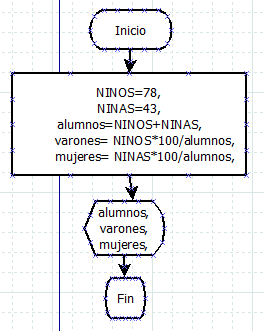 Inicio
NINOS=78,
NINAS=43,
alumnos=NINOS+NINAS,
varones= NINOS*100/alumnos,
mujeres= NINAS*100/alumnos,
alumnos,
varones,
mujeres,
Fin